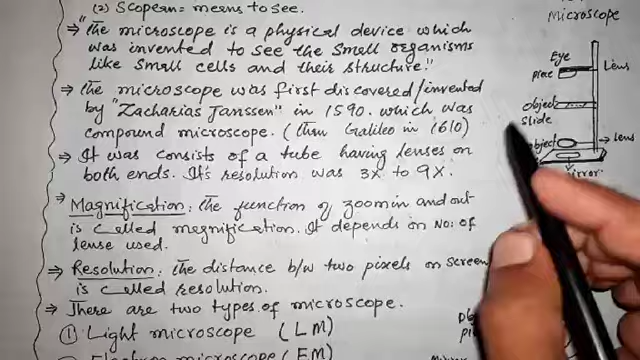 (2) Scopem= means to see.
⇒ "The microscope is a physical device which
was invented to see the small organisms
like small cells and their structure."
⇒ The microscope was first discovered/invented
by "Zacharias Janssen" in 1590. which was
compound microscope. (then Galileo in 1610)
⇒ It was consists of a tube having lenses on
both ends. It's resolution was 3x to 9x.
⇒ Magnification: The function of zoomin and out
is called megnification. It depends on No: of
lense used.
⇒ Resolution: The distance b/w two pixels on screen
is called resolution.
⇒ There are two types of microscope.
① Light microscope (LM)
Electron microscope (EM)
Microscope
Eye
piece
Lens
Object
slide
object
lens
mirror